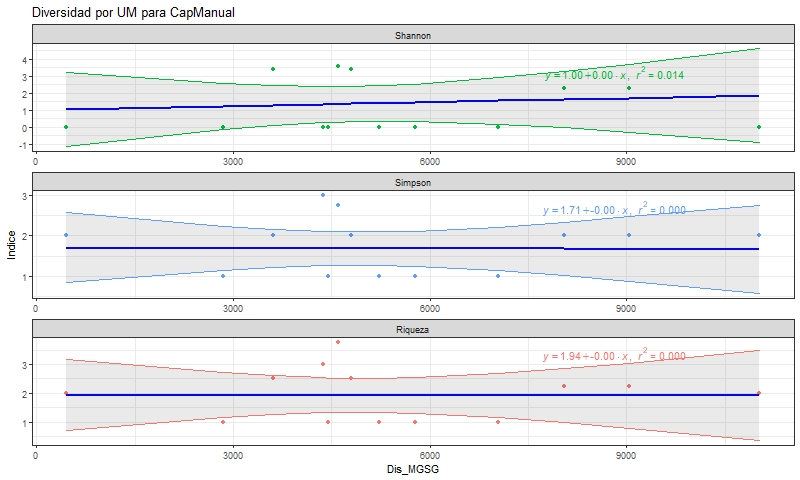 Diversidad por UM para CapManual
Shannon
4
3
2
1
0
-1
y = 1.00+0.00 · x, r² = 0.014
0 3000 6000 9000
Simpson
3
2
1
y = 1.71+-0.00 · x, r² = 0.000
0 3000 6000 9000
Indice
Riqueza
3
2
1
y = 1.94+-0.00 · x, r² = 0.000
0 3000 6000 9000
Dis_MGSG